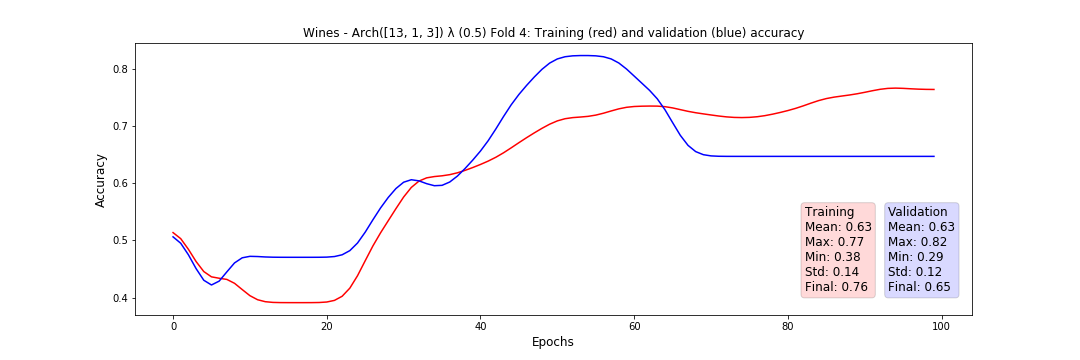 Wines - Arch([13, 1, 3]) λ (0.5) Fold 4: Training (red) and validation (blue) accuracy
Accuracy
0.8
0.7
0.6
0.5
0.4
Training
Mean: 0.63
Max: 0.77
Min: 0.38
Std: 0.14
Final: 0.76
Validation
Mean: 0.63
Max: 0.82
Min: 0.29
Std: 0.12
Final: 0.65
0 20 40 60 80 100
Epochs